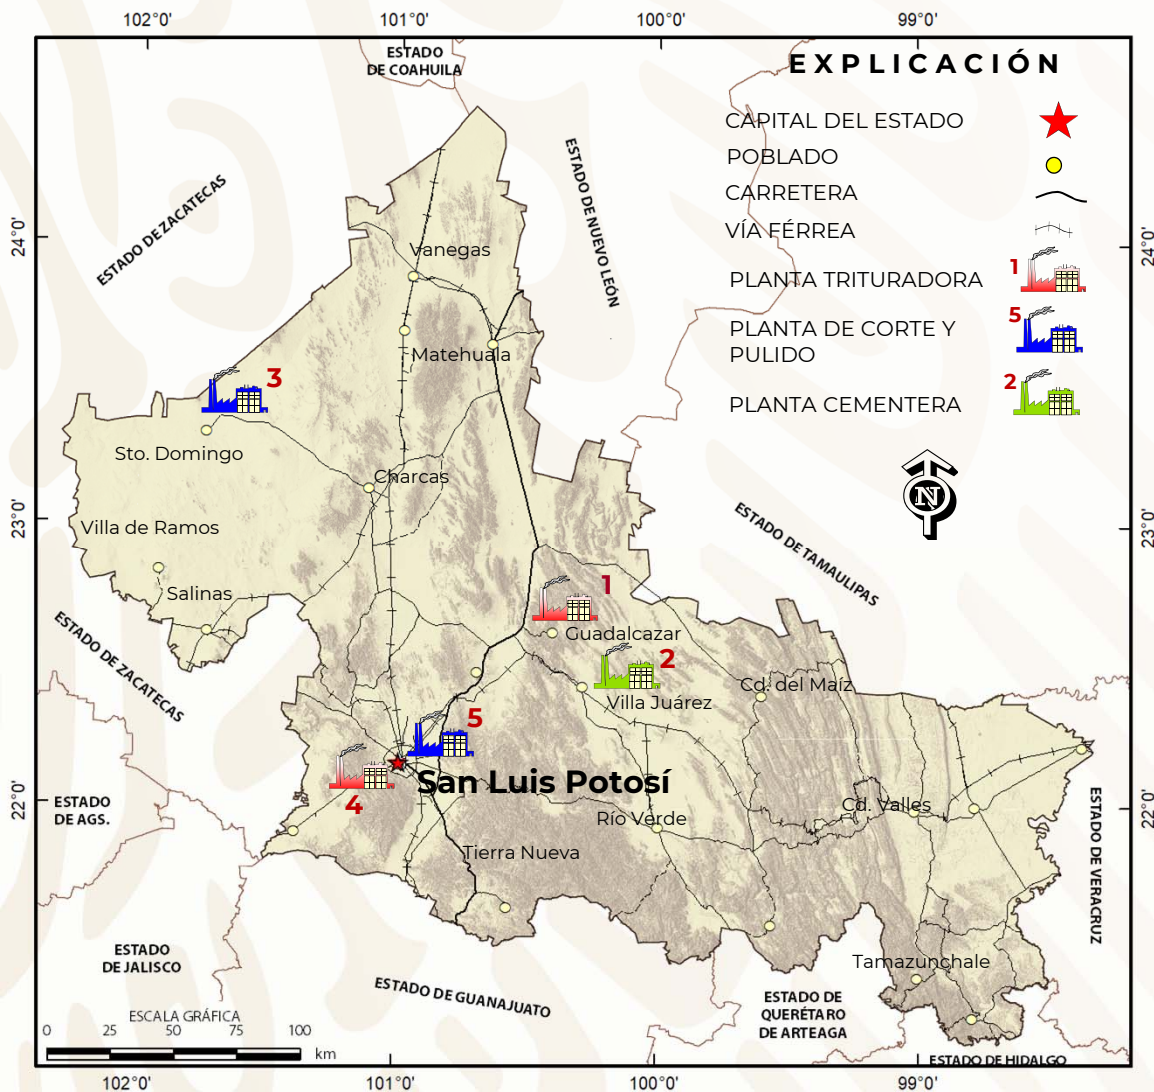 102°0'
101°0'
100°0'
99°0'
ESTADO
DE COAHUILA
EXPLICACIÓN
CAPITAL DEL ESTADO
POBLADO
CARRETERA
VÍA FÉRREA
PLANTA TRITURADORA
1
PLANTA DE CORTE Y
PULIDO
5
PLANTA CEMENTERA
2
N
ESTADO DE ZACATECAS
ESTADO DE NUEVO LEÓN
24°0'
24°0'
Vanegas
Matehuala
3
Sto. Domingo
Charcas
23°0'
23°0'
Villa de Ramos
Salinas
ESTADO DE TAMAULIPAS
ESTADO DE ZACATECAS
1
Guadalcazar
2
Villa Juárez
Cd. del Maíz
5
San Luis Potosí
4
22°0'
22°0'
ESTADO
DE AGS.
Río Verde
Cd. Valles
Tierra Nueva
ESTADO DE VERACRUZ
ESTADO
DE JALISCO
Tamazunchale
ESTADO DE GUANAJUATO
ESTADO DE
QUERÉTARO
DE ARTEAGA
ESTADO DE HIDALGO
ESCALA GRÁFICA
0 25 50 75 100
km
102°0'
101°0'
100°0'
99°0'